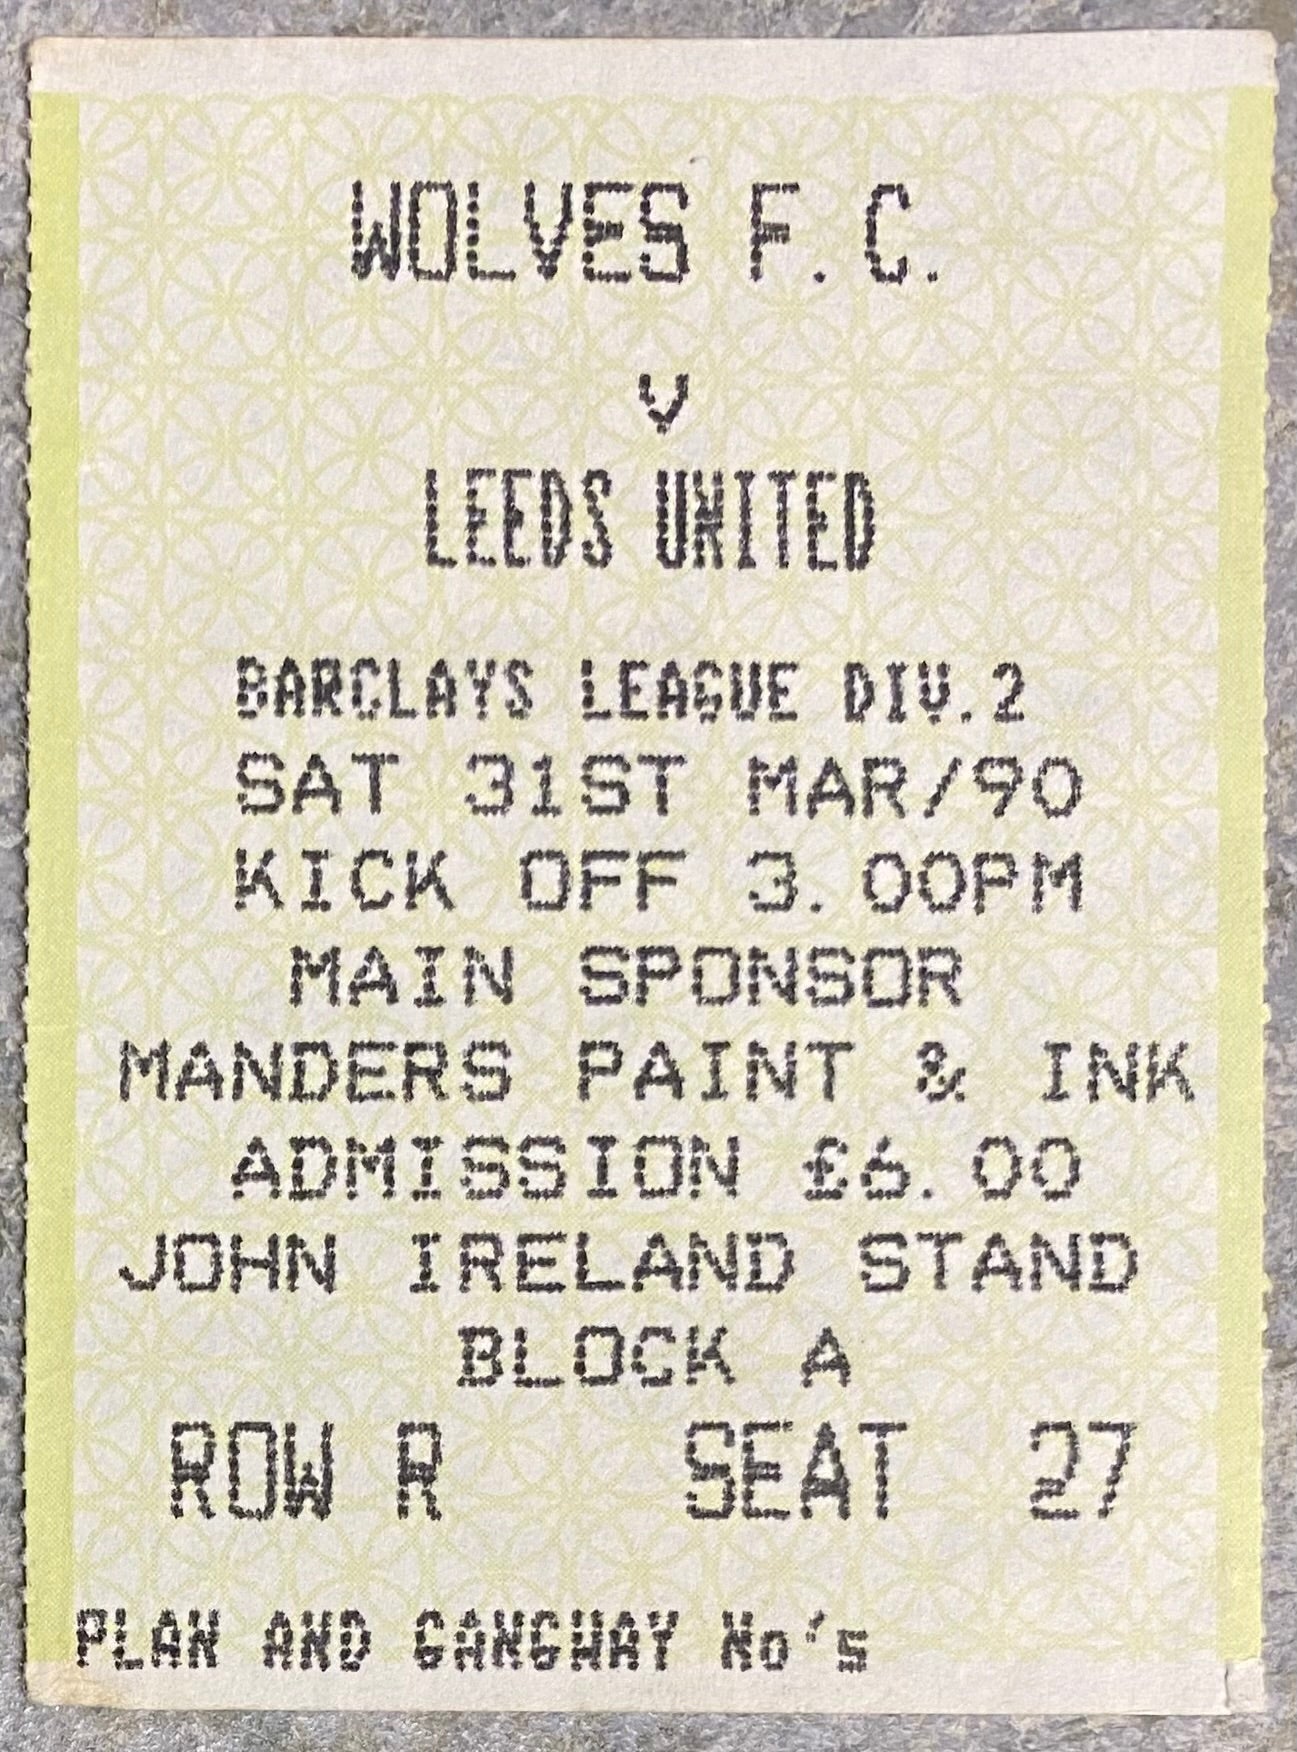 WOLVES F.C.
v
LEEDS UNITED
BARCLAYS LEAGUE DIV.2
SAT 31ST MAR/90
KICK OFF 3.00PM
MAIN SPONSOR
MANDERS PAINT & INK
ADMISSION £6.00
JOHN IRELAND STAND
BLOCK A
ROW R SEAT 27
PLAN AND GANGWAY No's